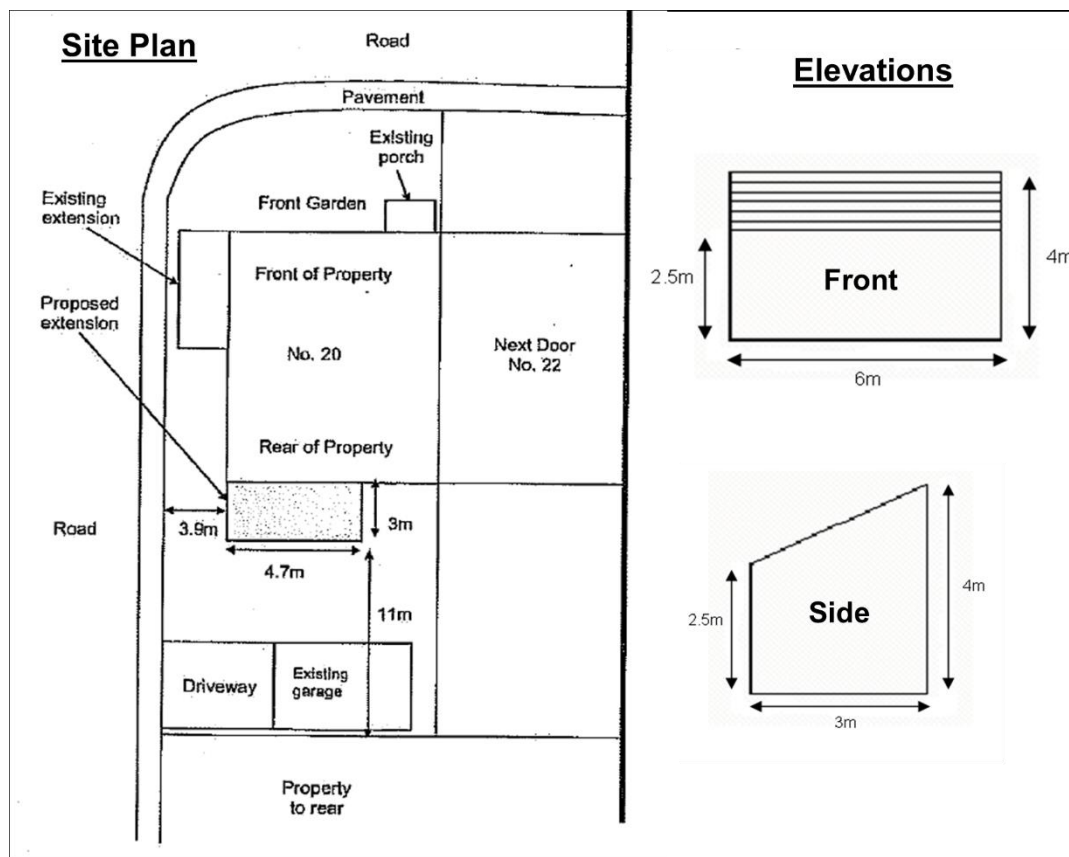 Site Plan
Road
Pavement
Existing
porch
Existing
extension
Front Garden
Front of Property
Proposed
extension
No. 20
Next Door
No. 22
Rear of Property
Road
3.9m
3m
4.7m
11m
Driveway
Existing
garage
Property
to rear
Elevations
2.5m
Front
4m
6m
2.5m
Side
4m
3m